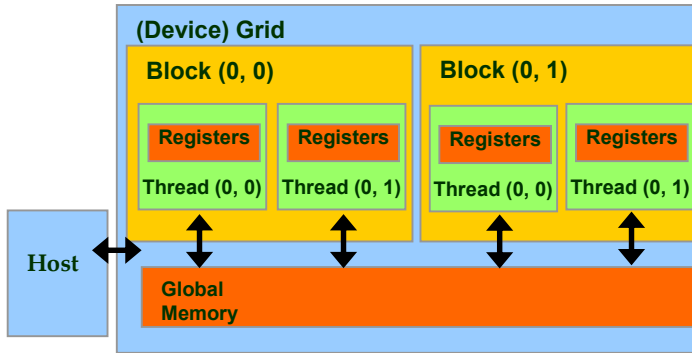 (Device) Grid
Block (0, 0)
Block (0, 1)
Registers
Registers
Registers
Registers
Thread (0, 0)
Thread (0, 1)
Thread (0, 0)
Thread (0, 1)
Host
Global
Memory